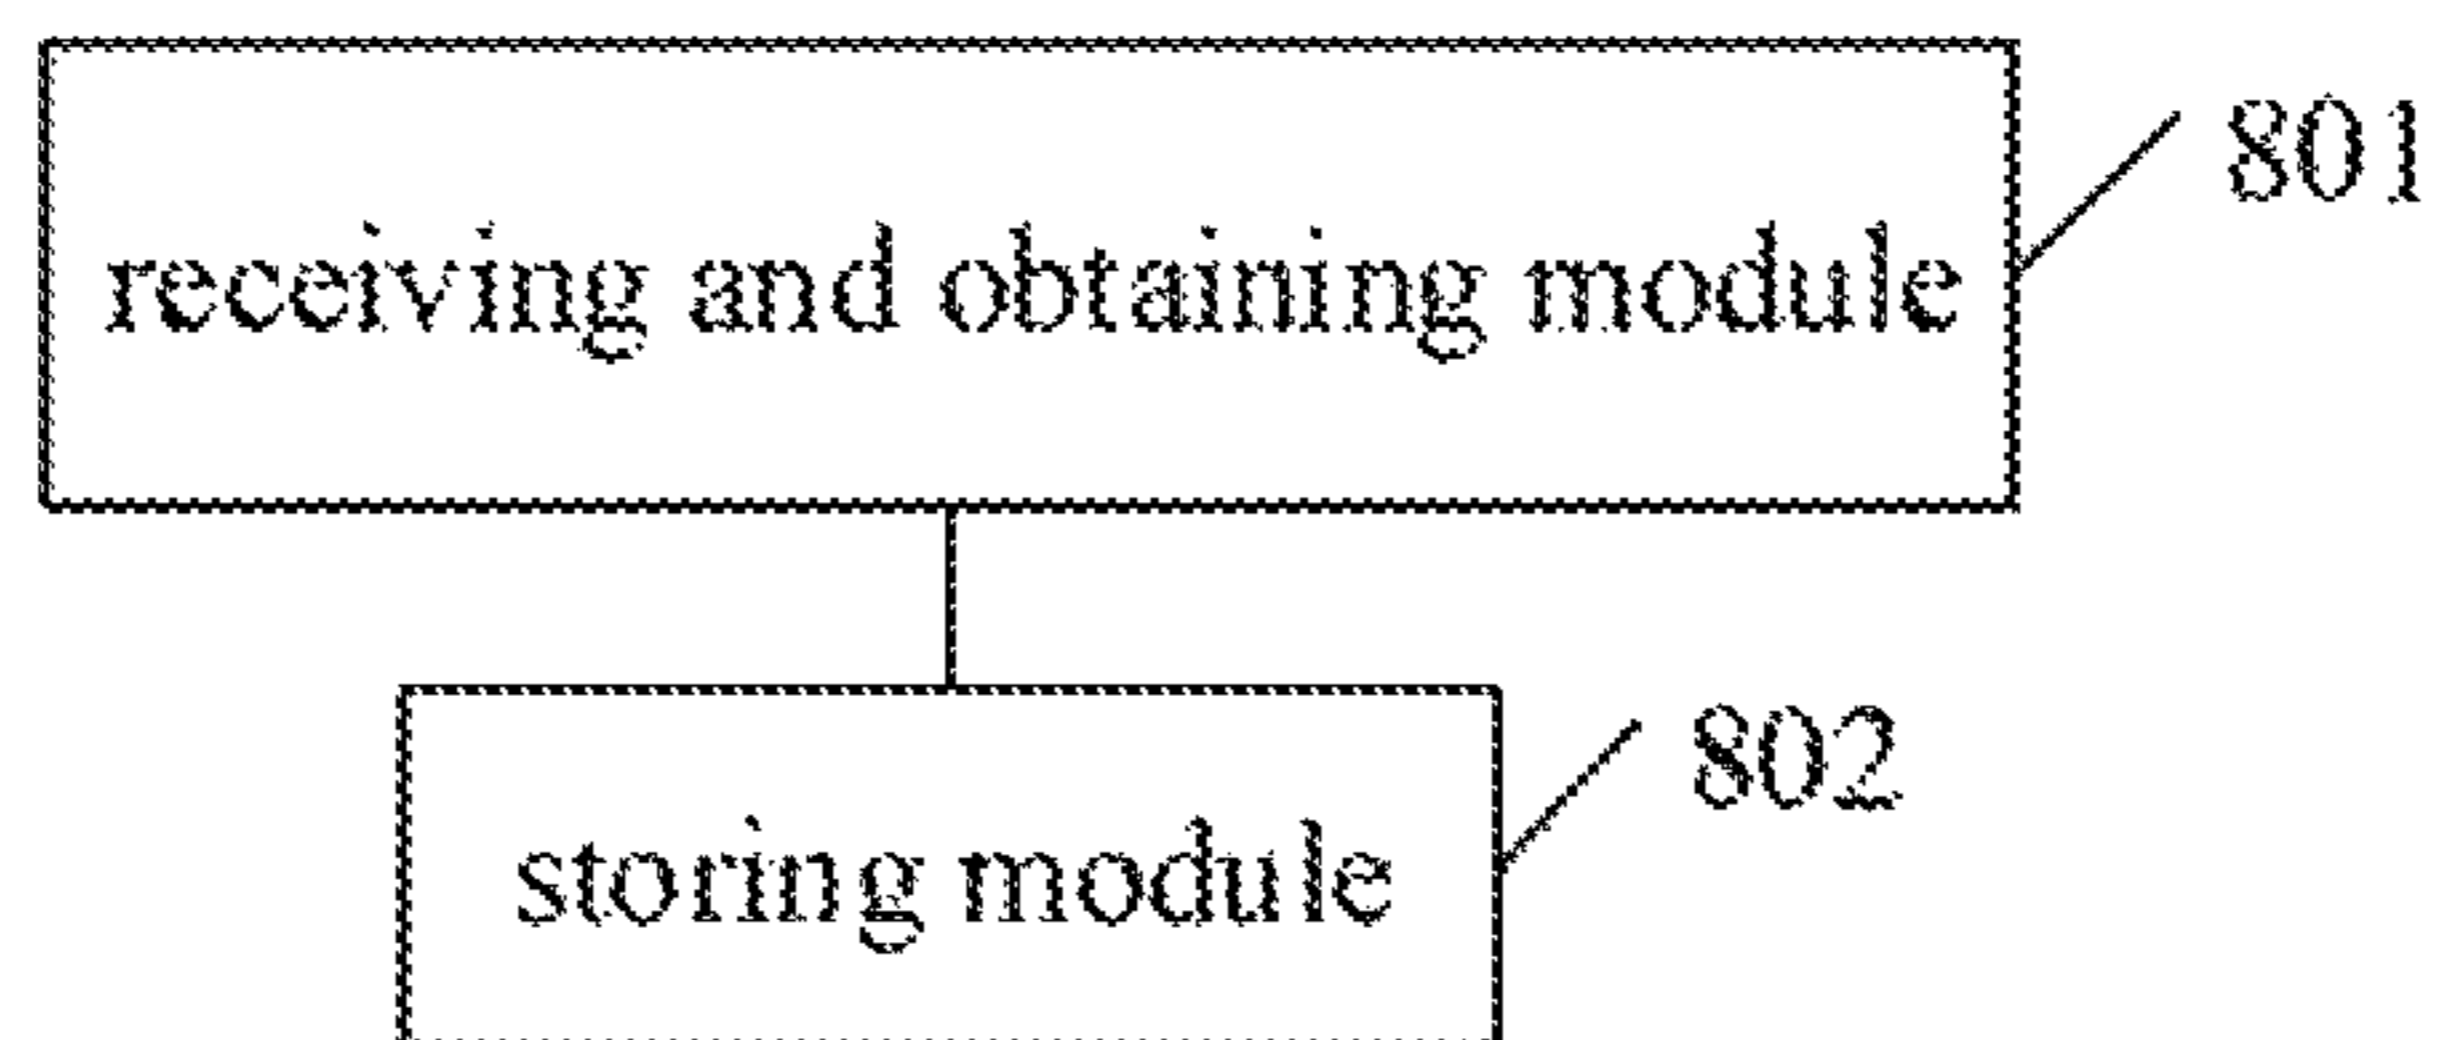 801
receiving and obtaining module
802
storing module